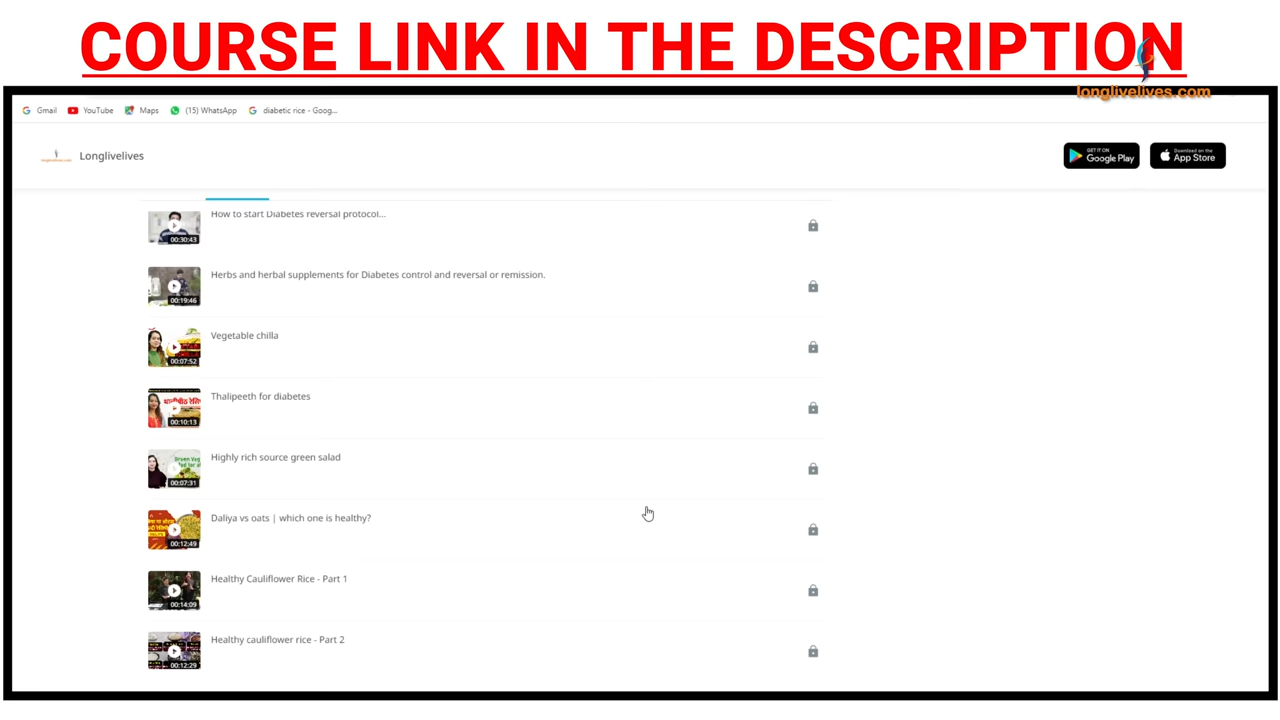 COURSE LINK IN THE DESCRIPTION
longlivelives.com
Gmail YouTube Maps (15) WhatsApp diabetic rice - Goog...
Longlivelives
GET IT ON
Google Play
Download on the
App Store
How to start Diabetes reversal protocol...
00:30:43
Herbs and herbal supplements for Diabetes control and reversal or remission.
00:19:46
Vegetable chilla
00:07:52
Thalipeeth for diabetes
00:10:13
Highly rich source green salad
00:07:31
Daliya vs oats | which one is healthy?
00:12:49
Healthy Cauliflower Rice - Part 1
00:14:09
Healthy cauliflower rice - Part 2
00:12:29